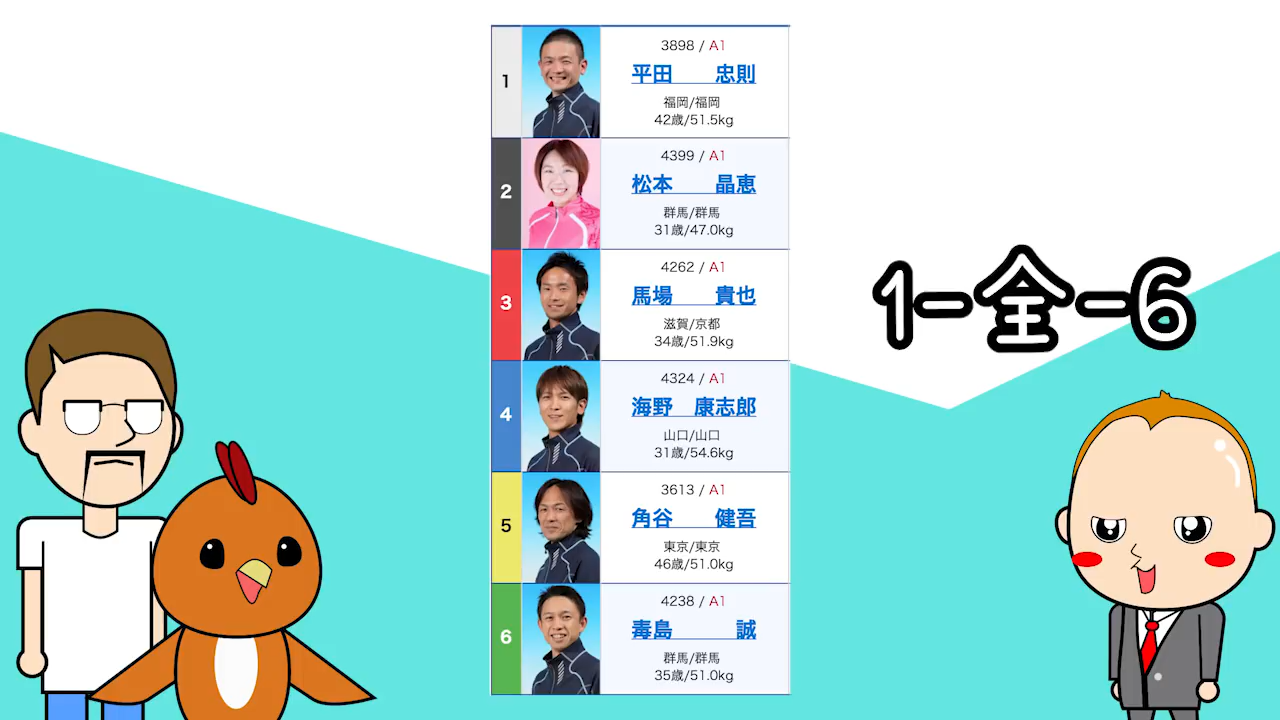 1
3898 / A1
平田 忠則
福岡/福岡
42歳/51.5kg
2
4399 / A1
松本 晶恵
群馬/群馬
31歳/47.0kg
3
4262 / A1
馬場 貴也
滋賀/京都
34歳/51.9kg
4
4324 / A1
海野 康志郎
山口/山口
31歳/54.6kg
5
3613 / A1
角谷 健吾
東京/東京
46歳/51.0kg
6
4238 / A1
毒島 誠
群馬/群馬
35歳/51.0kg
1-全-6